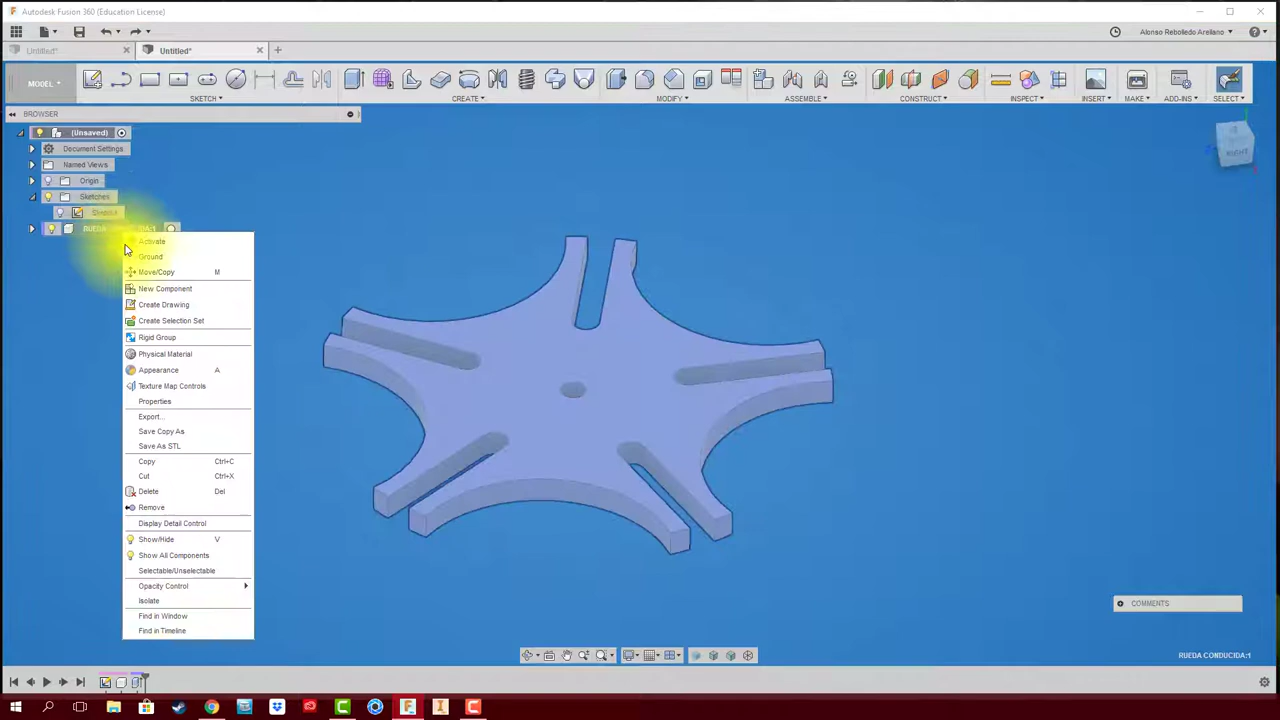 Autodesk Fusion 360 (Education License)
Alonso Rebolledo Arellano
Untitled*
Untitled*
MODEL
SKETCH
CREATE
MODIFY
ASSEMBLE
CONSTRUCT
INSPECT
INSERT
MAKE
ADD-INS
SELECT
BROWSER
(Unsaved)
Document Settings
Named Views
Origin
Sketches
RIGHT
Activate
Ground
Move/Copy M
New Component
Create Drawing
Create Selection Set
Rigid Group
Physical Material
Appearance A
Texture Map Controls
Properties
Export...
Save Copy As
Save As STL
Copy Ctrl+C
Cut Ctrl+X
Delete Del
Remove
Display Detail Control
Show/Hide V
Show All Components
Selectable/Unselectable
Opacity Control
Isolate
Find in Window
Find in Timeline
COMMENTS
RUEDA CONDUCIDA:1